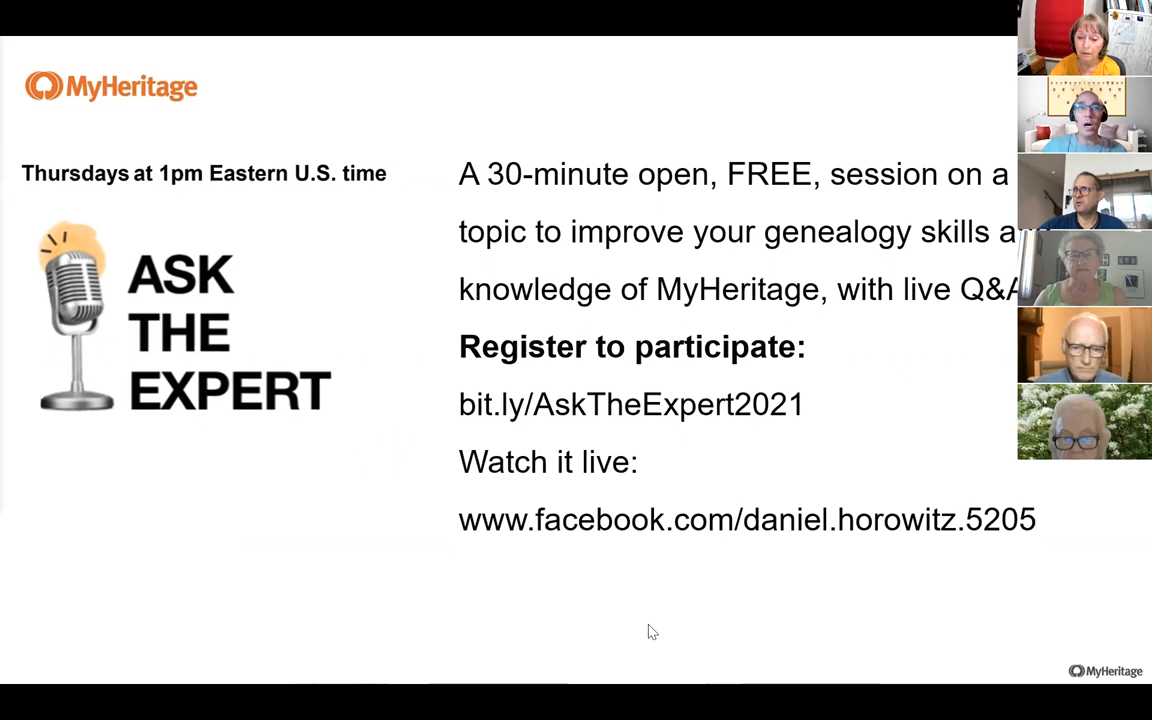 MyHeritage
Thursdays at 1pm Eastern U.S. time
ASK
THE
EXPERT
A 30-minute open, FREE, session on a
topic to improve your genealogy skills
knowledge of MyHeritage, with live
Register to participate:
bit.ly/AskTheExpert2021
Watch it live:
www.facebook.com/daniel.horowitz.5205
MyHeritage